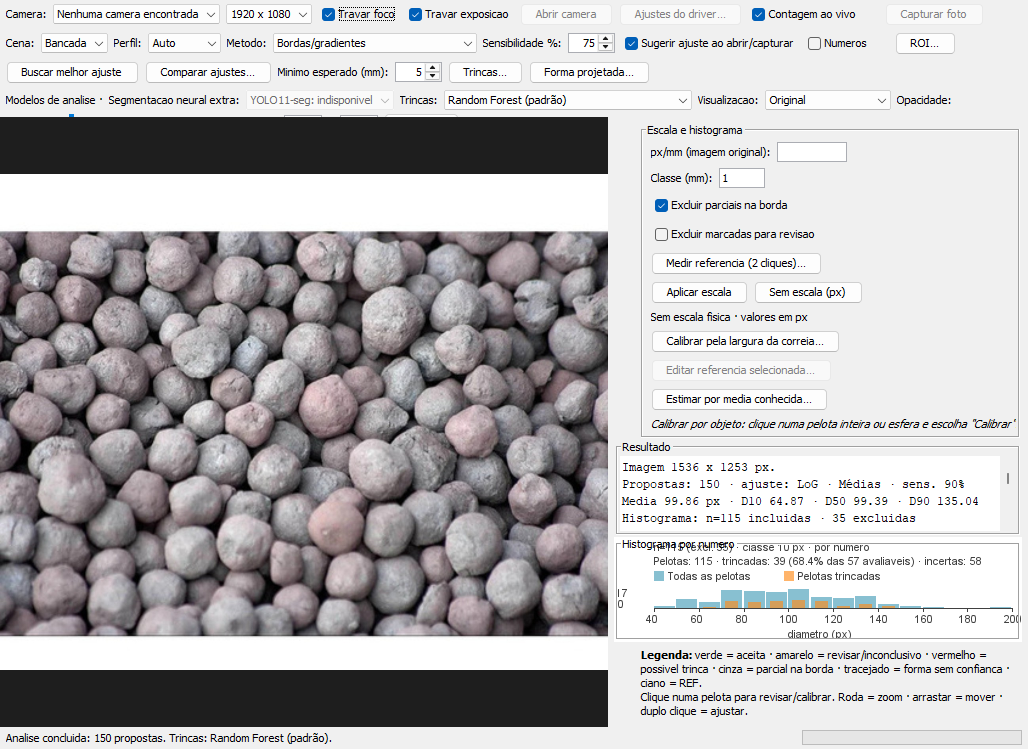 Camera: Nenhuma camera encontrada 1920 x 1080 Travar foco Travar exposicao Abrir camera Ajustes do driver... Contagem ao vivo Capturar foto
Cena: Bancada Perfil: Auto Metodo: Bordas/gradientes Sensibilidade %: 75 Sugerir ajuste ao abrir/capturar Numeros ROI...
Buscar melhor ajuste Comparar ajustes... Minimo esperado (mm): 5 Trincas... Forma projetada...
Modelos de analise · Segmentacao neural extra: YOLO11-seg: indisponivel Trincas: Random Forest (padrão) Visualizacao: Original Opacidade:
Escala e histograma
px/mm (imagem original):
Classe (mm): 1
Excluir parciais na borda
Excluir marcadas para revisao
Medir referencia (2 cliques)...
Aplicar escala Sem escala (px)
Sem escala fisica · valores em px
Calibrar pela largura da correia...
Editar referencia selecionada...
Estimar por media conhecida...
Calibrar por objeto: clique numa pelota inteira ou esfera e escolha "Calibrar"
Resultado
Imagem 1536 x 1253 px.
Propostas: 150 · ajuste: LoG · Médias · sens. 90%
Media 99.86 px · D10 64.87 · D50 99.39 · D90 135.04
Histograma: n=115 incluidas · 35 excluidas
Histograma por numero
classe 10 px · por numero
Pelotas: 115 · trincadas: 39 (68.4% das 57 avaliaveis) · incertas: 58
Todas as pelotas Pelotas trincadas
17
0
40 60 80 100 120 140 160 180 200
diametro (px)
Legenda: verde = aceita · amarelo = revisar/inconclusivo · vermelho =
possivel trinca · cinza = parcial na borda · tracejado = forma sem confianca ·
ciano = REF.
Clique numa pelota para revisar/calibrar. Roda = zoom · arrastar = mover ·
duplo clique = ajustar.
Analise concluida: 150 propostas. Trincas: Random Forest (padrão).